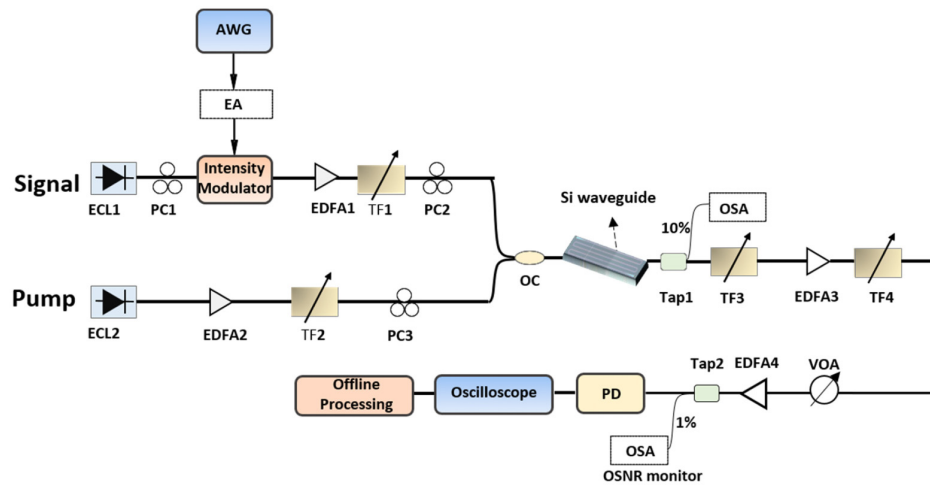 AWG
EA
Signal
ECL1
PC1
Intensity
Modulator
EDFA1
TF1
PC2
Si waveguide
10%
OSA
OC
Tap1
TF3
EDFA3
TF4
Pump
ECL2
EDFA2
TF2
PC3
Tap2
EDFA4
VOA
Offline
Processing
Oscilloscope
PD
1%
OSA
OSNR monitor